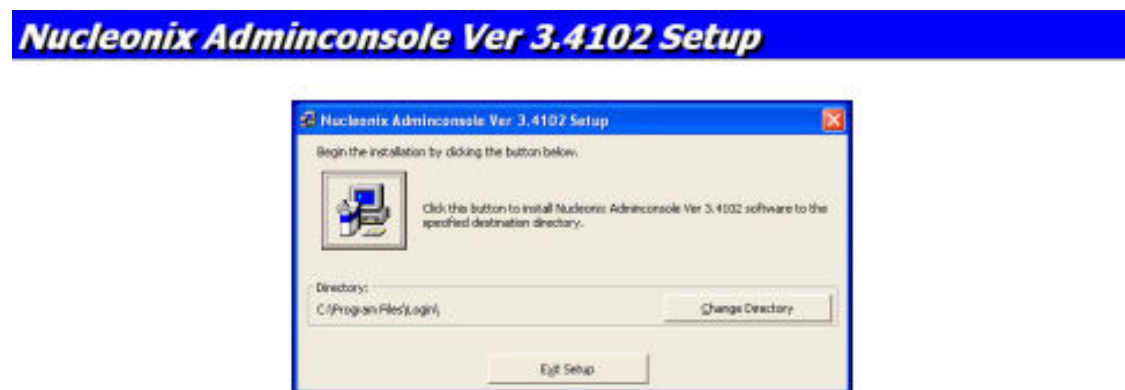 Nucleonix Adminconsole Ver 3.4102 Setup
Nucleonix Adminconsole Ver 3.4102 Setup
Begin the installation by clicking the button below.
Click this button to install Nucleonix Adminconsole Ver 3.4102 software to the
specified destination directory.
Directory:
C:\Program Files\Login\
Change Directory
Exit Setup